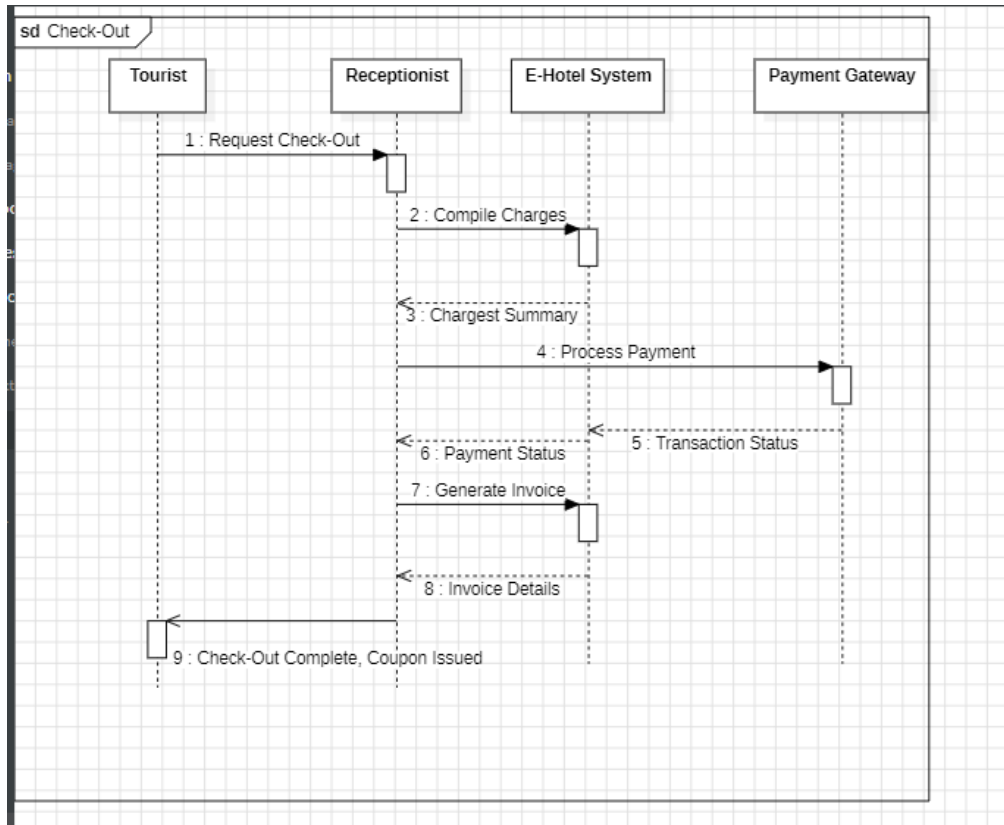 sd Check-Out
Tourist
Receptionist
E-Hotel System
Payment Gateway
1 : Request Check-Out
2 : Compile Charges
3 : Chargest Summary
4 : Process Payment
5 : Transaction Status
6 : Payment Status
7 : Generate Invoice
8 : Invoice Details
9 : Check-Out Complete, Coupon Issued